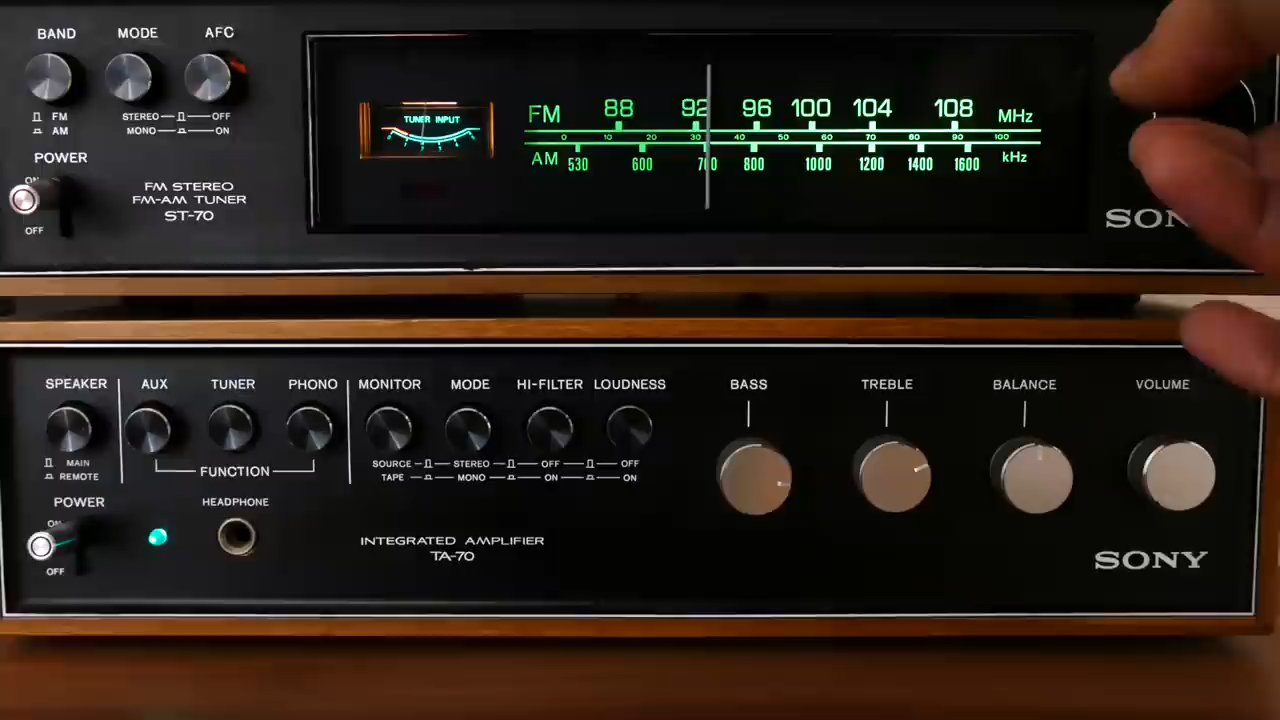 BAND MODE AFC
FM STEREO OFF
AM MONO ON
POWER
ON
OFF
FM STEREO
FM-AM TUNER
ST-70
TUNER INPUT
FM 88 92 96 100 104 108 MHz
0 10 20 30 40 50 60 70 80 90 100
AM 530 600 700 800 1000 1200 1400 1600 kHz
SON
SPEAKER AUX TUNER PHONO MONITOR MODE HI-FILTER LOUDNESS BASS TREBLE BALANCE VOLUME
MAIN SOURCE STEREO OFF OFF
REMOTE FUNCTION TAPE MONO ON ON
POWER HEADPHONE
ON
OFF
INTEGRATED AMPLIFIER
TA-70
SONY